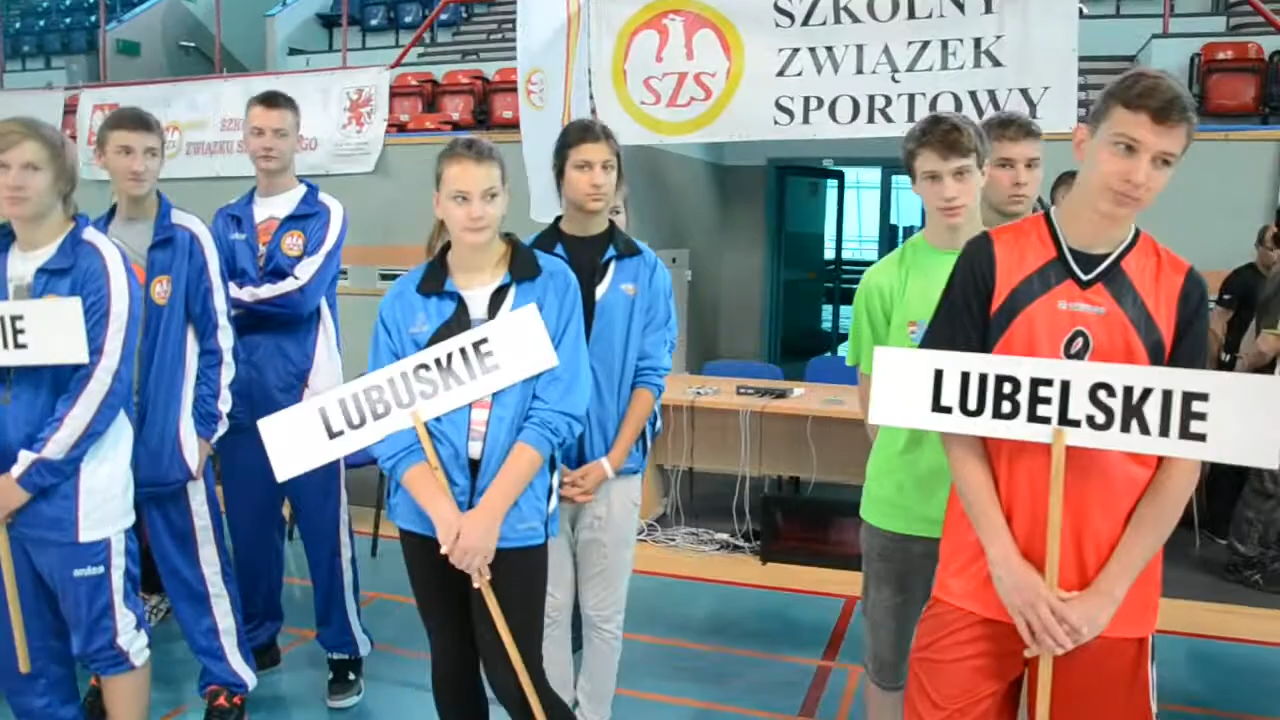 SZKOLNY
ZWIĄZEK
SPORTOWY
SZS
IE
LUBUSKIE
LUBELSKIE